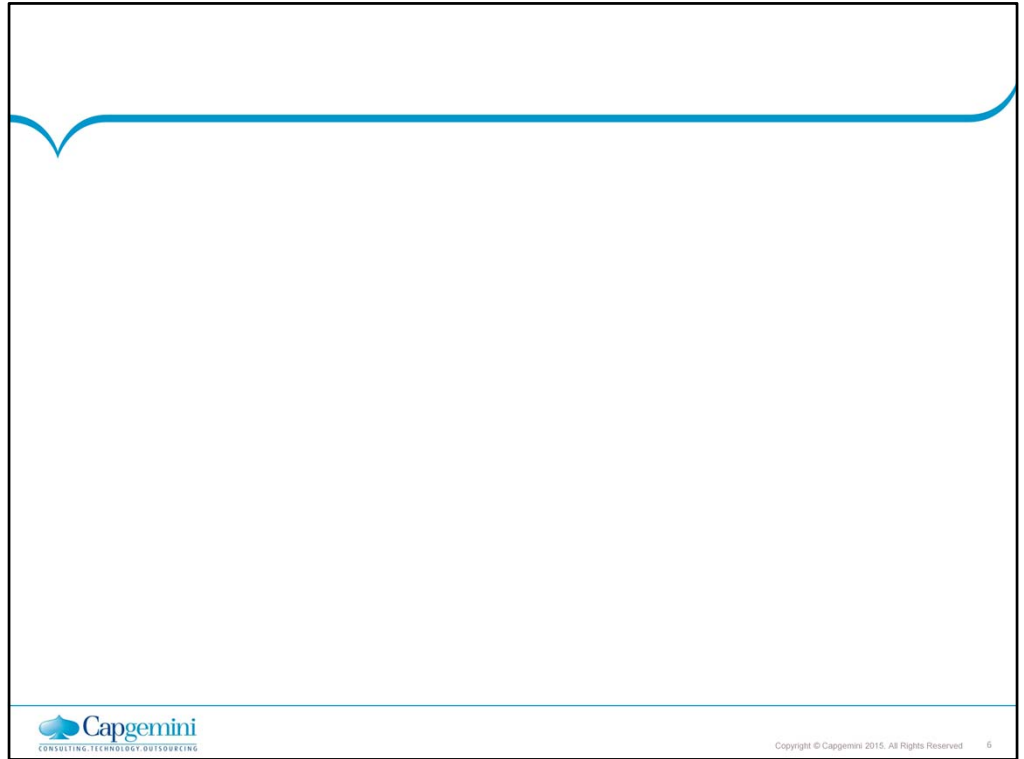 Capgemini
CONSULTING.TECHNOLOGY.OUTSOURCING
Copyright © Capgemini 2015. All Rights Reserved 6